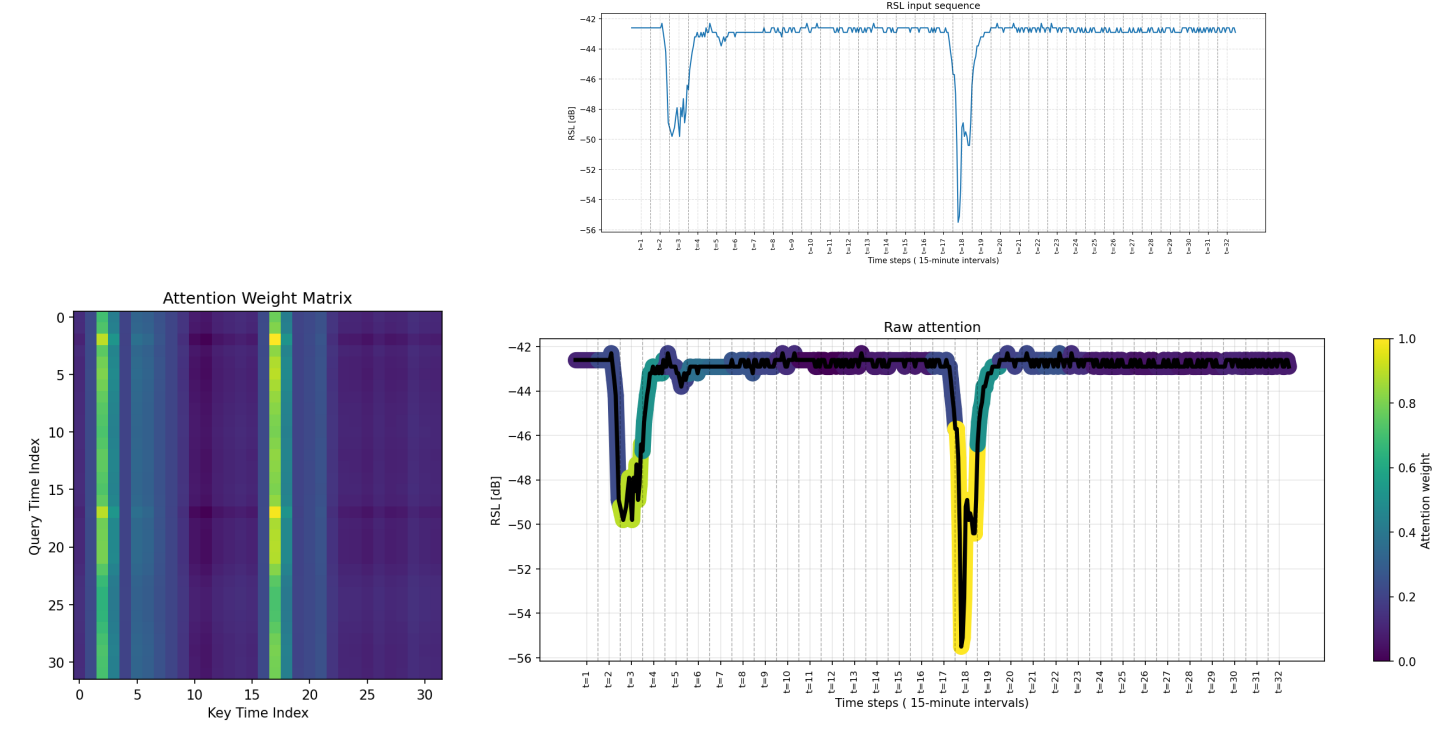 RSL input sequence
−42
−44
−46
−48
−50
−52
−54
−56
RSL [dB]
t=1
t=2
t=3
t=4
t=5
t=6
t=7
t=8
t=9
t=10
t=11
t=12
t=13
t=14
t=15
t=16
t=17
t=18
t=19
t=20
t=21
t=22
t=23
t=24
t=25
t=26
t=27
t=28
t=29
t=30
t=31
t=32
Time steps ( 15-minute intervals)
Attention Weight Matrix
0
5
10
15
20
25
30
Query Time Index
0
5
10
15
20
25
30
Key Time Index
Raw attention
−42
−44
−46
−48
−50
−52
−54
−56
RSL [dB]
t=1
t=2
t=3
t=4
t=5
t=6
t=7
t=8
t=9
t=10
t=11
t=12
t=13
t=14
t=15
t=16
t=17
t=18
t=19
t=20
t=21
t=22
t=23
t=24
t=25
t=26
t=27
t=28
t=29
t=30
t=31
t=32
Time steps ( 15-minute intervals)
1.0
0.8
0.6
0.4
0.2
0.0
Attention weight